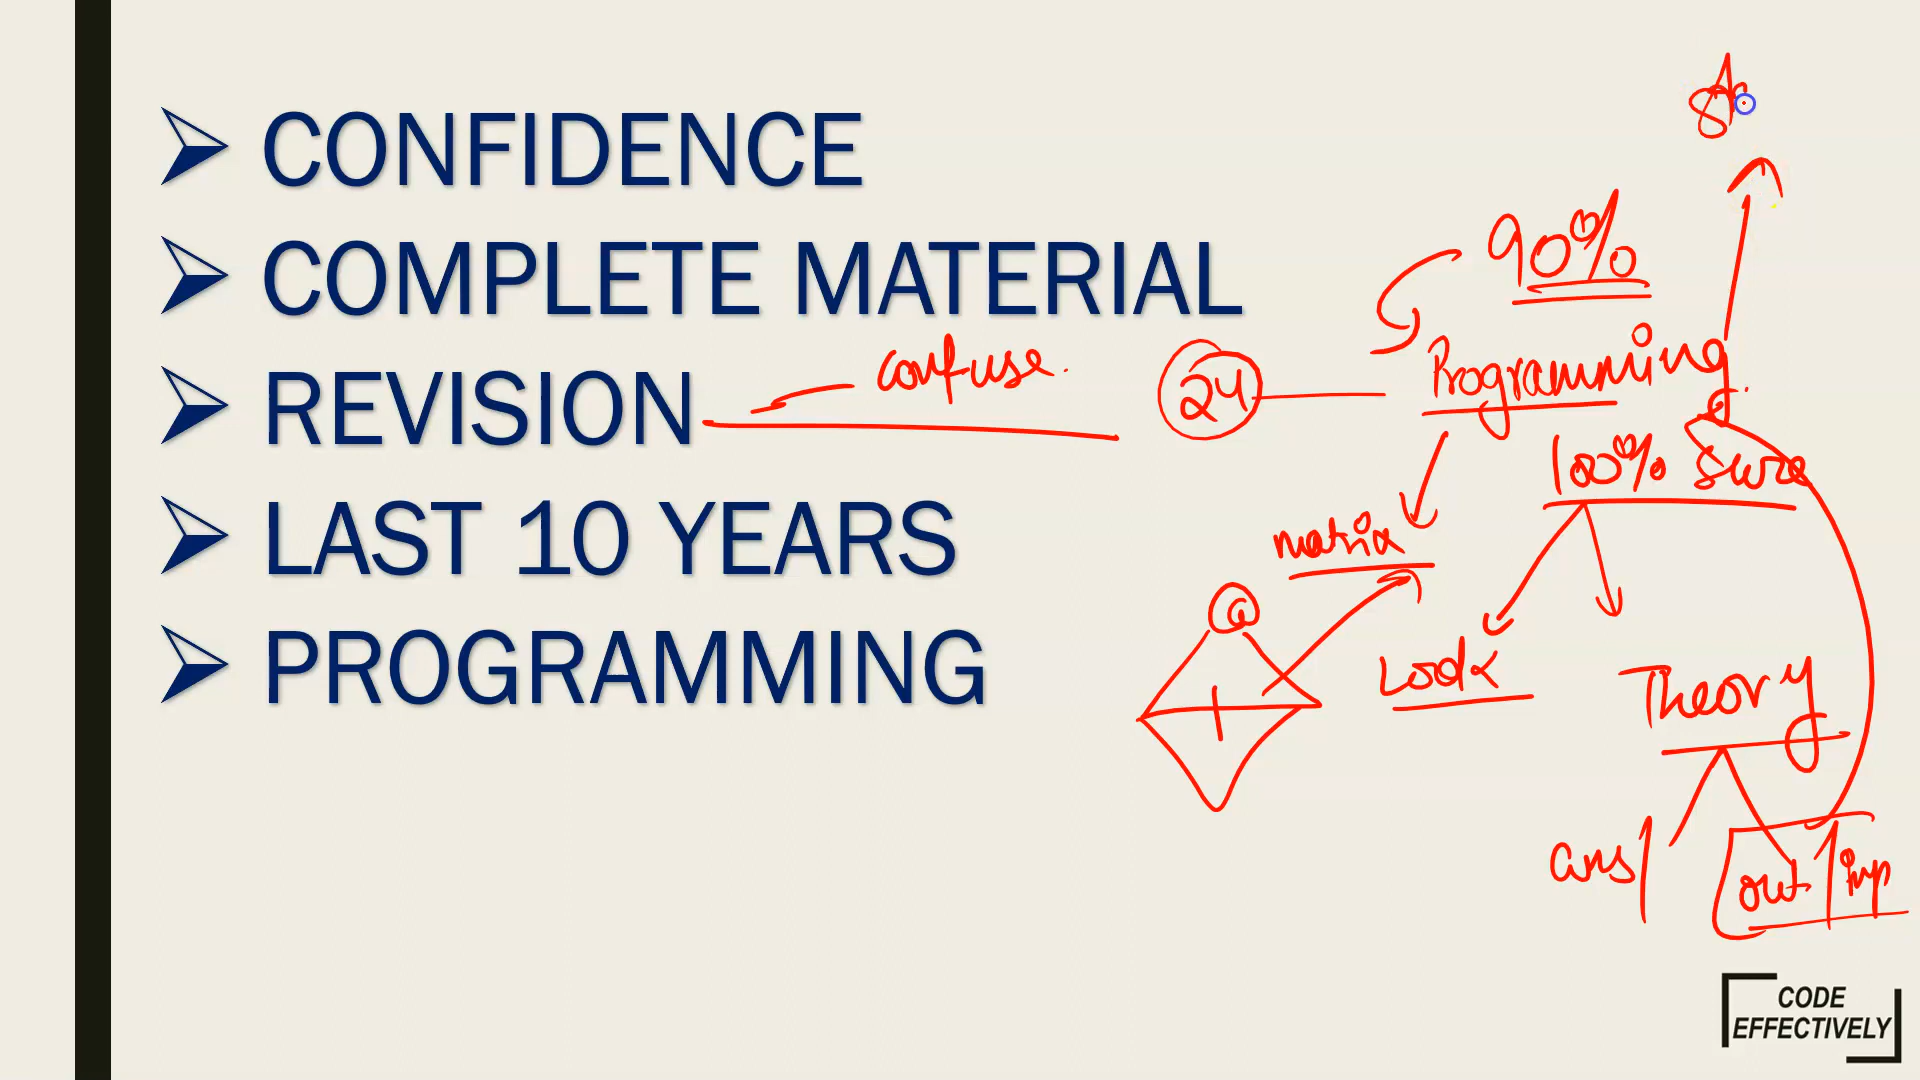 CONFIDENCE
COMPLETE MATERIAL
REVISION
LAST 10 YEARS
PROGRAMMING
90%
confuse.
24
Programming
100% Sure
matrix
@
Look
Theory
ans
out
inp
CODE
EFFECTIVELY